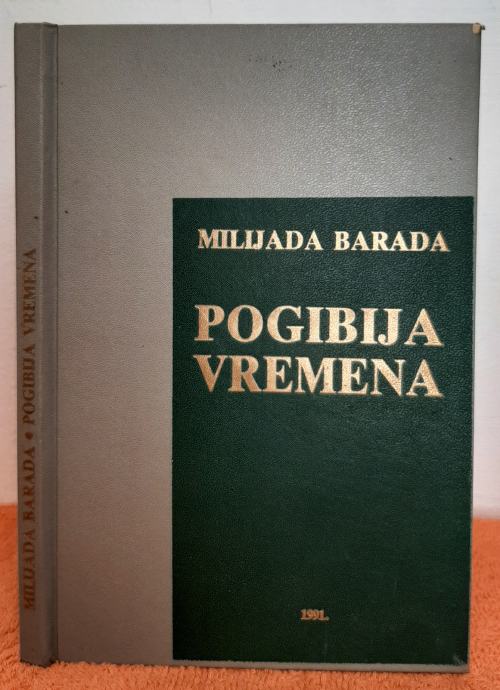 MILIJADA BARADA
POGIBIJA
VREMENA
1991.
MILIJADA BARADA • POGIBIJA VREMENA